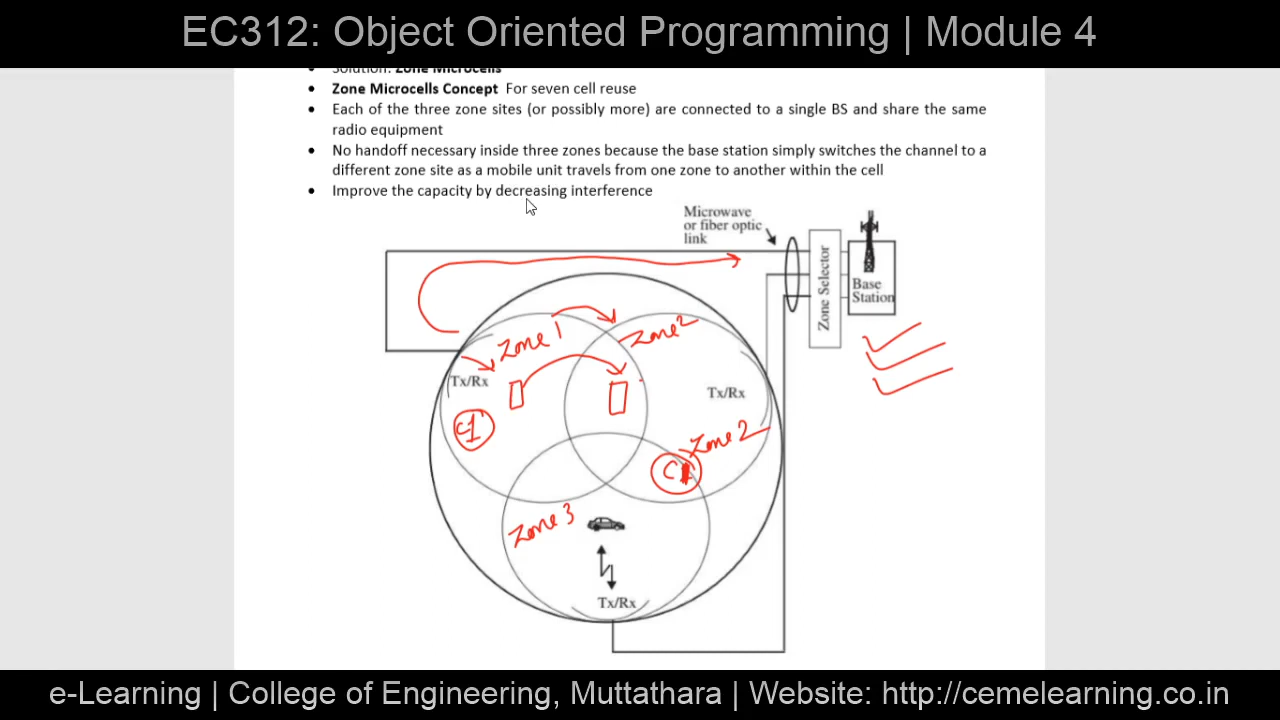 EC312: Object Oriented Programming | Module 4
Solution: Zone Microcells
Zone Microcells Concept For seven cell reuse
Each of the three zone sites (or possibly more) are connected to a single BS and share the same
radio equipment
No handoff necessary inside three zones because the base station simply switches the channel to a
different zone site as a mobile unit travels from one zone to another within the cell
Improve the capacity by decreasing interference
Microwave
or fiber optic
link
Zone Selector
Base
Station
Zone 1
Zone 2
Tx/Rx
Tx/Rx
C1
Zone 2
C1
Zone 3
Tx/Rx
e-Learning | College of Engineering, Muttathara | Website: http://cemelearning.co.in